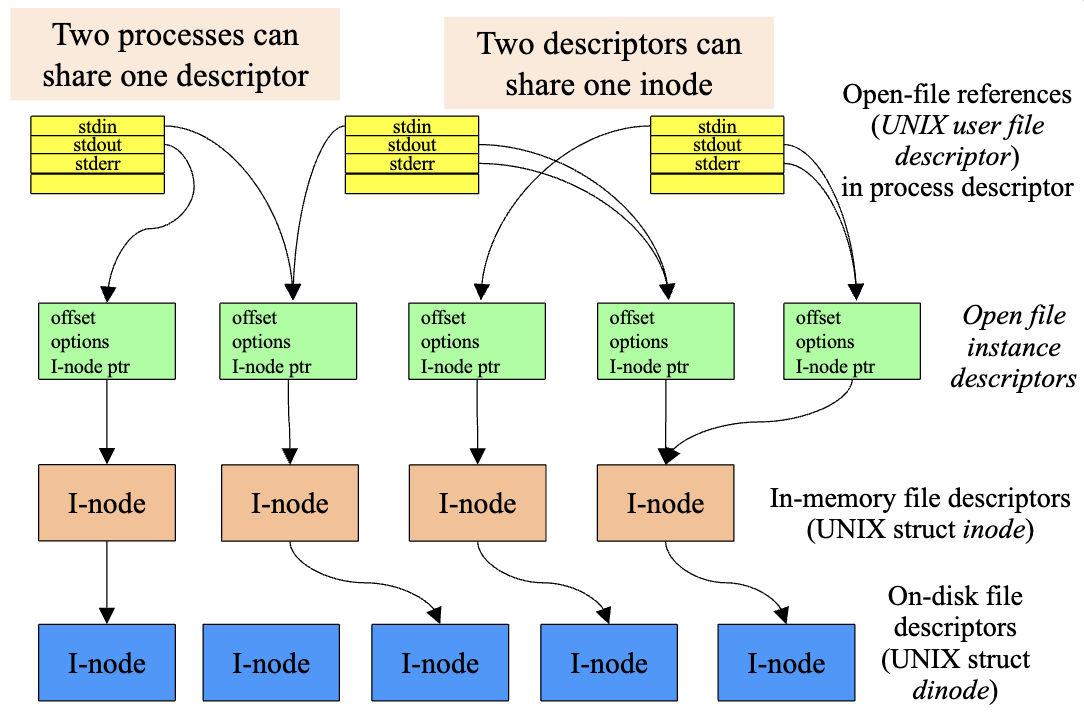 Two processes can
share one descriptor
Two descriptors can
share one inode
Open-file references
(UNIX user file
descriptor)
in process descriptor
stdin
stdout
stderr
stdin
stdout
stderr
stdin
stdout
stderr
offset
options
I-node ptr
offset
options
I-node ptr
offset
options
I-node ptr
offset
options
I-node ptr
offset
options
I-node ptr
Open file
instance
descriptors
I-node
I-node
I-node
I-node
In-memory file descriptors
(UNIX struct inode)
I-node
I-node
I-node
I-node
I-node
On-disk file
descriptors
(UNIX struct
dinode)